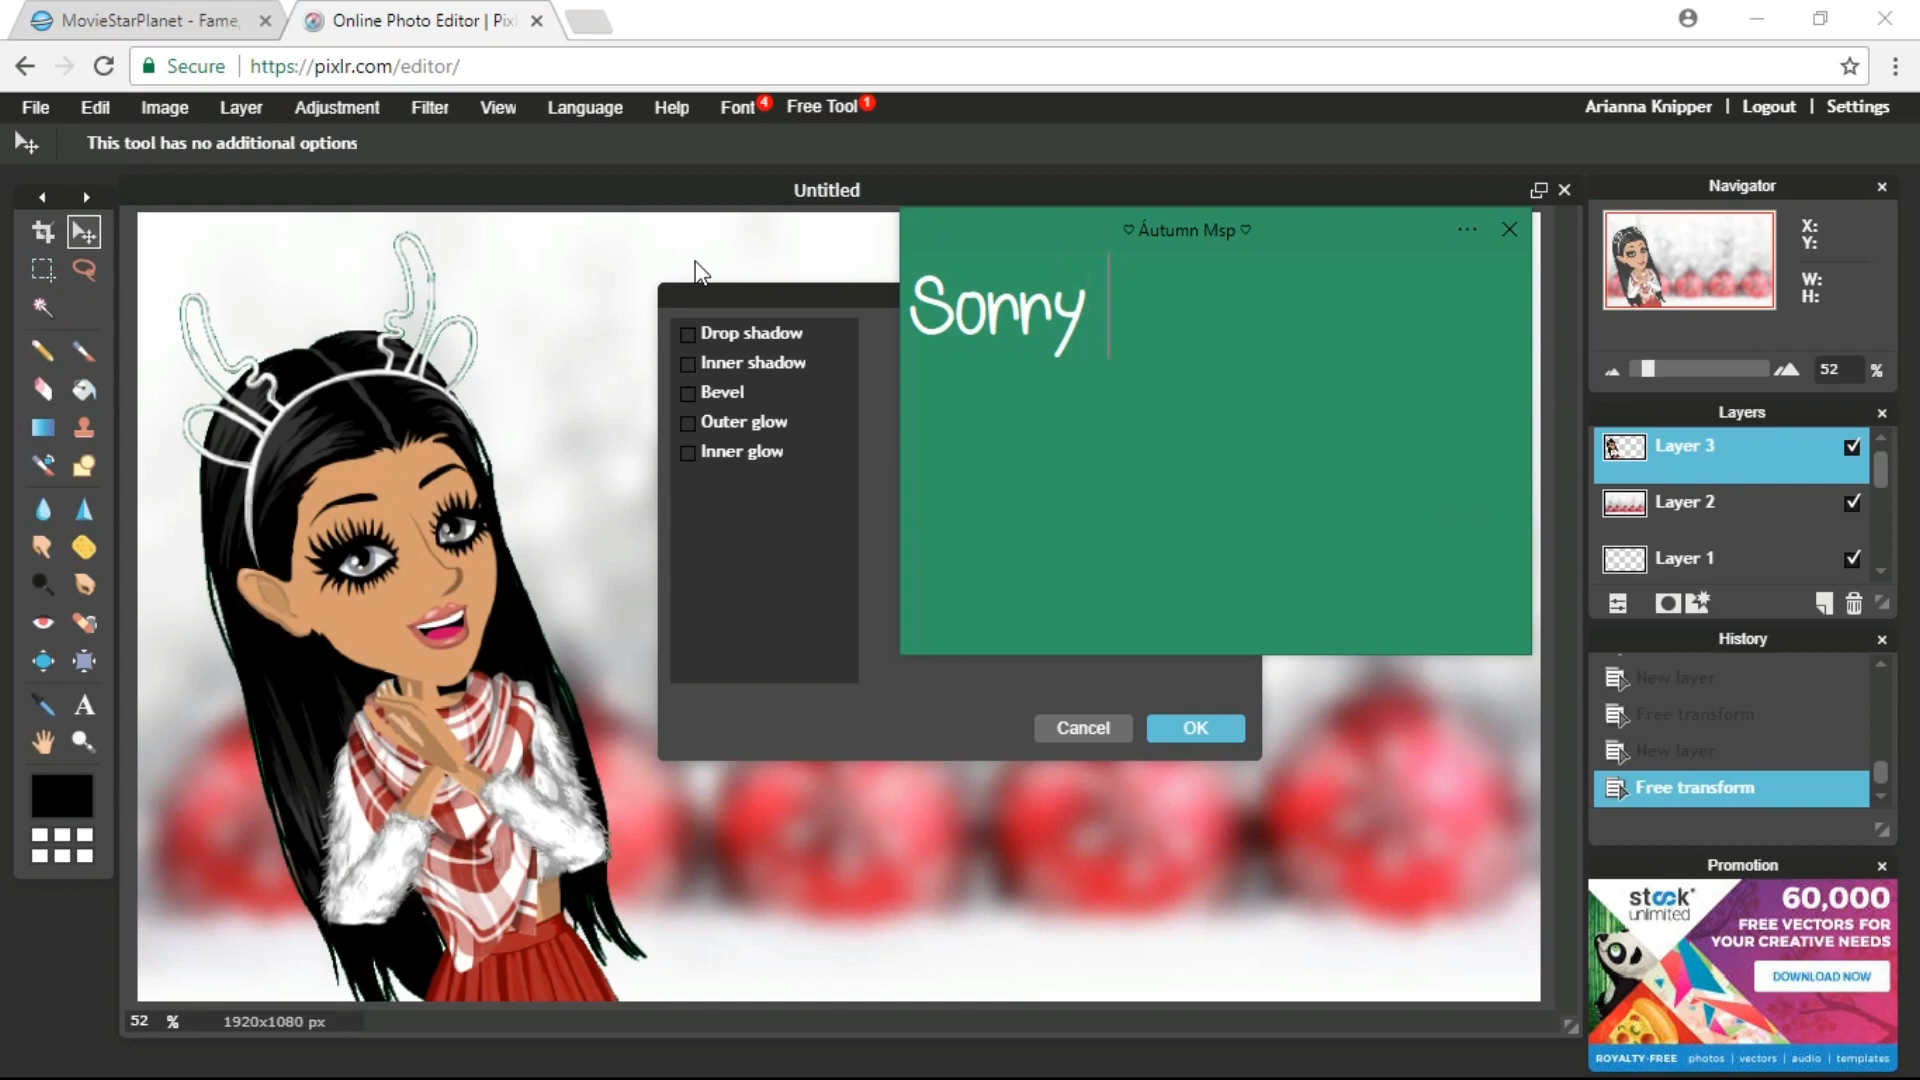 MovieStarPlanet - Fame,
Online Photo Editor | Pixl
Secure
https://pixlr.com/editor/
File Edit Image Layer Adjustment Filter View Language Help Font 4 Free Tool 1
Arianna Knipper | Logout | Settings
This tool has no additional options
Untitled
♡ Áutumn Msp ♡
Sonny
Drop shadow
Inner shadow
Bevel
Outer glow
Inner glow
Cancel
OK
52 %
1920x1080 px
Navigator
X:
Y:
W:
H:
52 %
Layers
Layer 3
Layer 2
Layer 1
History
New layer
Free transform
New layer
Free transform
Promotion
stock
unlimited
60,000
FREE VECTORS FOR
YOUR CREATIVE NEEDS
DOWNLOAD NOW
ROYALTY-FREE photos | vectors | audio | templates